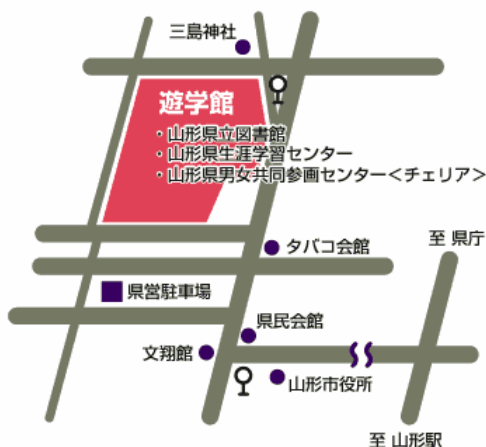 三島神社
遊学館
・山形県立図書館
・山形県生涯学習センター
・山形県男女共同参画センター<チェリア>
至 県庁
タバコ会館
県営駐車場
県民会館
文翔館
山形市役所
至 山形駅